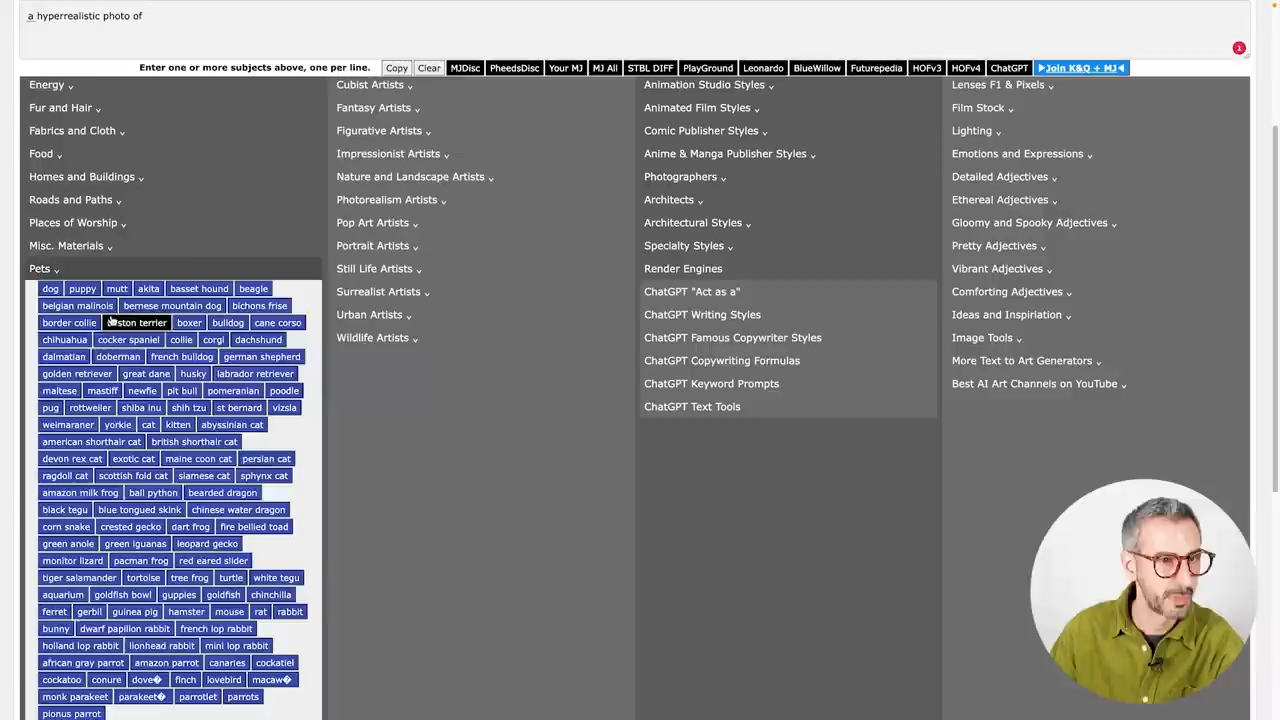 a hyperrealistic photo of
1
Enter one or more subjects above, one per line. Copy Clear MJDisc PheedsDisc Your MJ MJ All STBL DIFF PlayGround Leonardo BlueWillow Futurepedia HOFv3 HOFv4 ChatGPT ▶Join K&Q + MJ◀
Energy
Fur and Hair
Fabrics and Cloth
Food
Homes and Buildings
Roads and Paths
Places of Worship
Misc. Materials
Pets
dog puppy mutt akita basset hound beagle
belgian malinois bernese mountain dog bichons frise
border collie boston terrier boxer bulldog cane corso
chihuahua cocker spaniel collie corgi dachshund
dalmatian doberman french bulldog german shepherd
golden retriever great dane husky labrador retriever
maltese mastiff newfie pit bull pomeranian poodle
pug rottweiler shiba inu shih tzu st bernard vizsla
weimaraner yorkie cat kitten abyssinian cat
american shorthair cat british shorthair cat
devon rex cat exotic cat maine coon cat persian cat
ragdoll cat scottish fold cat siamese cat sphynx cat
amazon milk frog ball python bearded dragon
black tegu blue tongued skink chinese water dragon
corn snake crested gecko dart frog fire bellied toad
green anole green iguanas leopard gecko
monitor lizard pacman frog red eared slider
tiger salamander tortoise tree frog turtle white tegu
aquarium goldfish bowl guppies goldfish chinchilla
ferret gerbil guinea pig hamster mouse rat rabbit
bunny dwarf papillon rabbit french lop rabbit
holland lop rabbit lionhead rabbit mini lop rabbit
african gray parrot amazon parrot canaries cockatiel
cockatoo conure dove� finch lovebird macaw�
monk parakeet parakeet� parrotlet parrots
pionus parrot
Cubist Artists
Fantasy Artists
Figurative Artists
Impressionist Artists
Nature and Landscape Artists
Photorealism Artists
Pop Art Artists
Portrait Artists
Still Life Artists
Surrealist Artists
Urban Artists
Wildlife Artists
Animation Studio Styles
Animated Film Styles
Comic Publisher Styles
Anime & Manga Publisher Styles
Photographers
Architects
Architectural Styles
Specialty Styles
Render Engines
ChatGPT "Act as a"
ChatGPT Writing Styles
ChatGPT Famous Copywriter Styles
ChatGPT Copywriting Formulas
ChatGPT Keyword Prompts
ChatGPT Text Tools
Lenses F1 & Pixels
Film Stock
Lighting
Emotions and Expressions
Detailed Adjectives
Ethereal Adjectives
Gloomy and Spooky Adjectives
Pretty Adjectives
Vibrant Adjectives
Comforting Adjectives
Ideas and Inspiration
Image Tools
More Text to Art Generators
Best AI Art Channels on YouTube